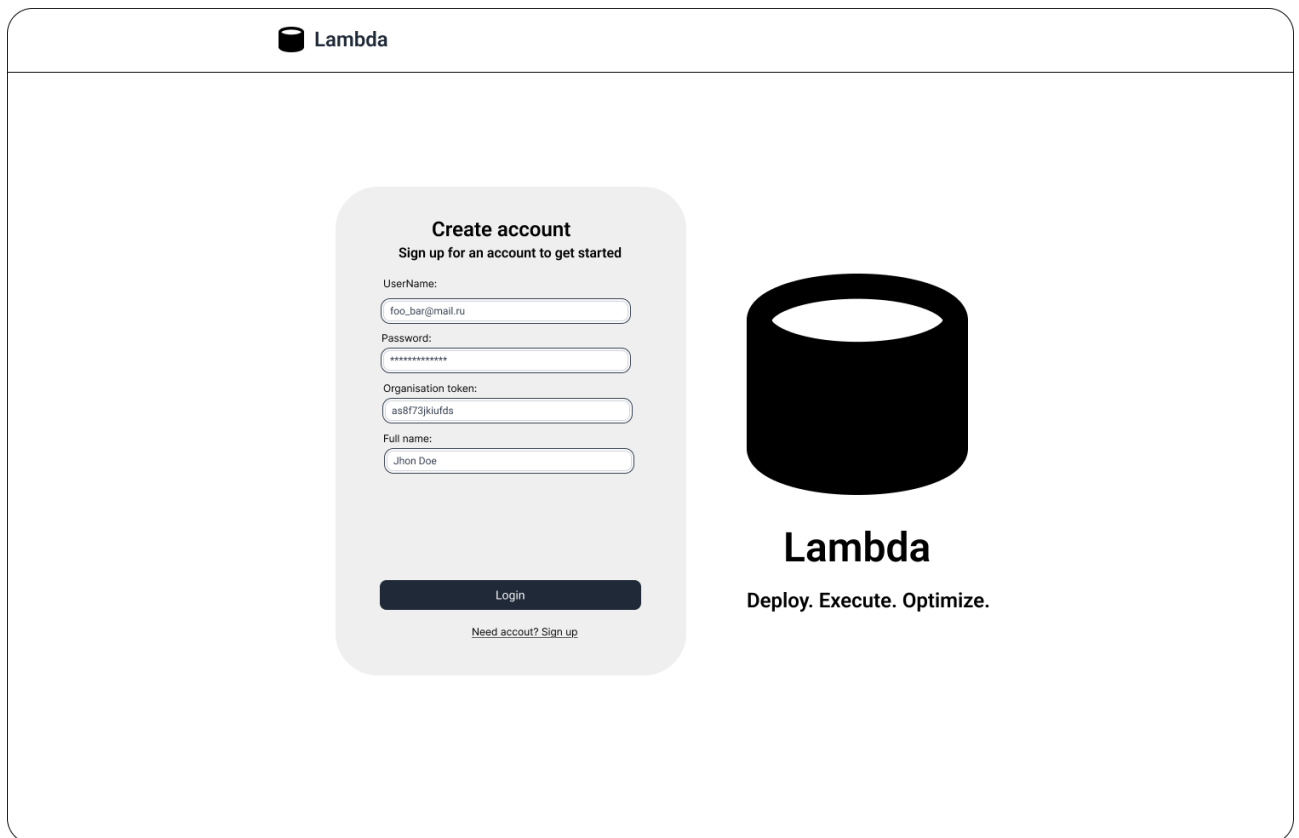 Lambda
Create account
Sign up for an account to get started
UserName:
foo_bar@mail.ru
Password:
*************
Organisation token:
as8f73jkiufds
Full name:
Jhon Doe
Login
Need accout? Sign up
Lambda
Deploy. Execute. Optimize.